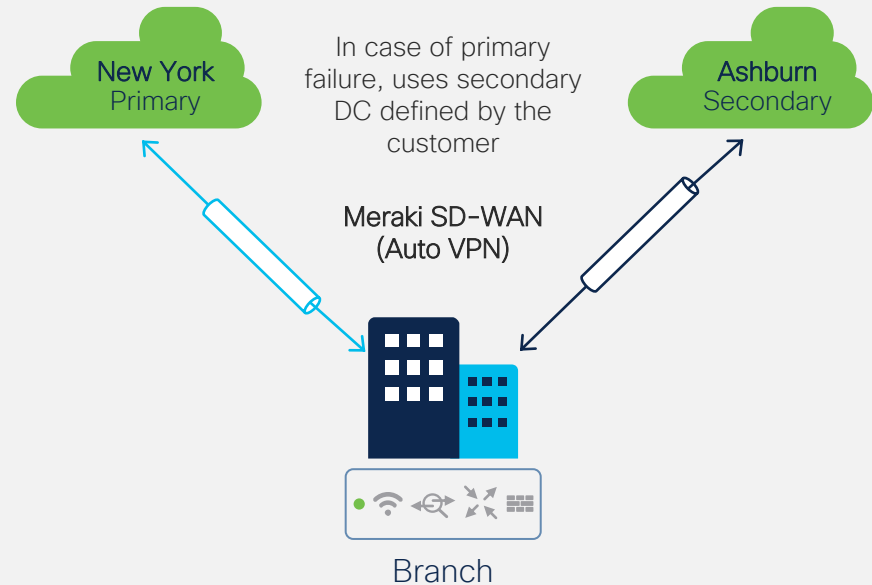 New York
Primary
In case of primary
failure, uses secondary
DC defined by the
customer
Ashburn
Secondary
Meraki SD-WAN
(Auto VPN)
Branch